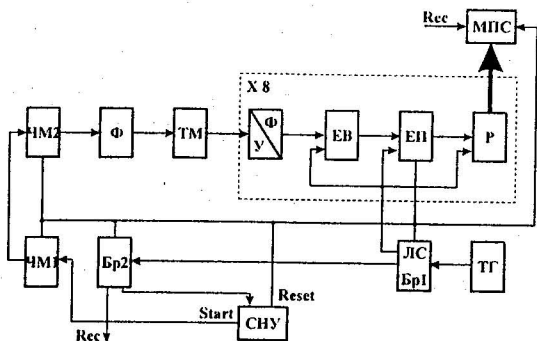 Rec
МПС
X 8
ЧМ2
Ф
ТМ
Ф
У
ЕВ
ЕП
Р
ЧМ1
Бр2
ЛС
Бр1
ТГ
Reset
Start
СНУ
Rec